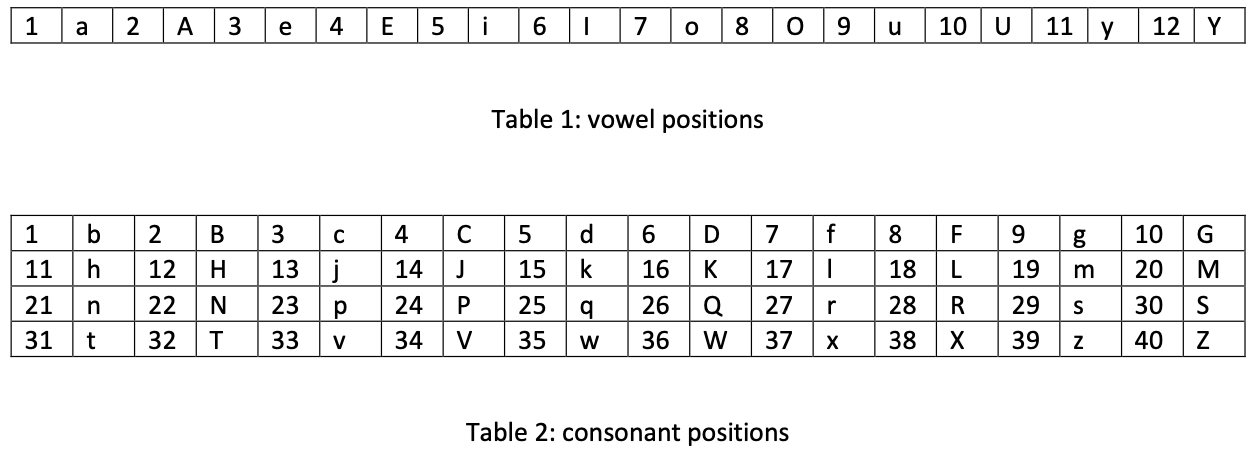 1 a 2 A 3 e 4 E 5 i 6 I 7 o 8 O 9 u 10 U 11 y 12 Y
Table 1: vowel positions
1 b 2 B 3 c 4 C 5 d 6 D 7 f 8 F 9 g 10 G
11 h 12 H 13 j 14 J 15 k 16 K 17 l 18 L 19 m 20 M
21 n 22 N 23 p 24 P 25 q 26 Q 27 r 28 R 29 s 30 S
31 t 32 T 33 v 34 V 35 w 36 W 37 x 38 X 39 z 40 Z
Table 2: consonant positions